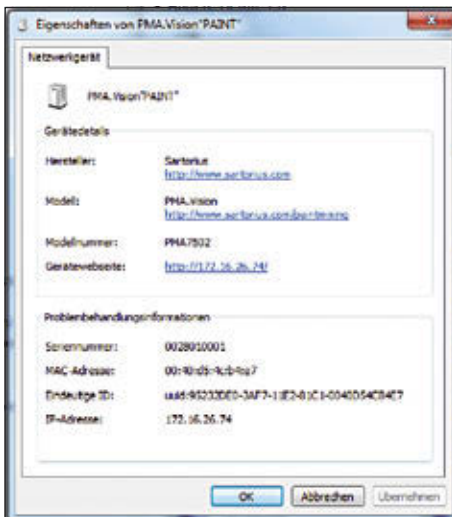 Eigenschaften von PMA.Vision"PAINT"
Netzwerkgerät
PMA.Vision"PAINT"
Gerätedetails
Hersteller: Sartorius
http://www.sartorius.com
Modell: PMA.Vision
Modellnummer: PMA7502
Gerätewebseite: http://172.16.26.74/
Problembehandlungsinformationen
Seriennummer: 0028010001
MAC-Adresse:
Eindeutige ID:
IP-Adresse: 172.16.26.74
OK Abbrechen Übernehmen